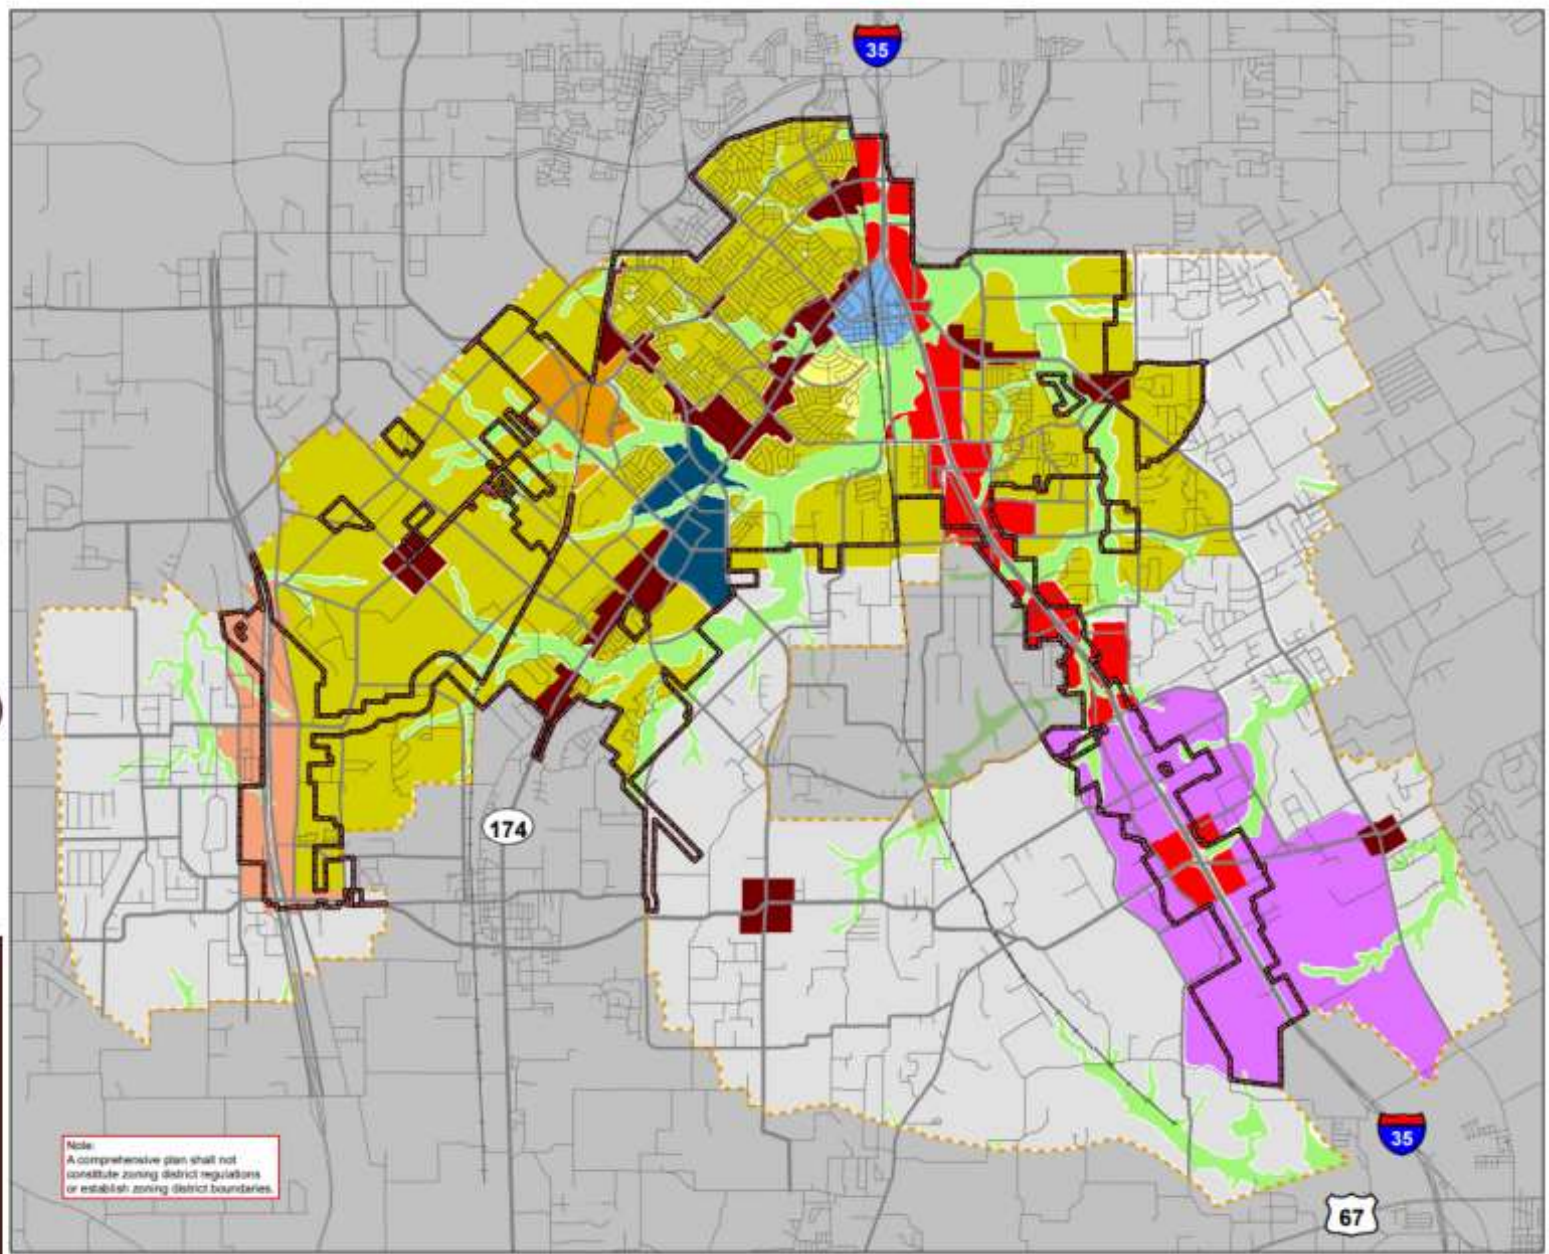 35
174
Note:
A comprehensive plan shall not
constitute zoning district regulations
or establish zoning district boundaries.
35
67